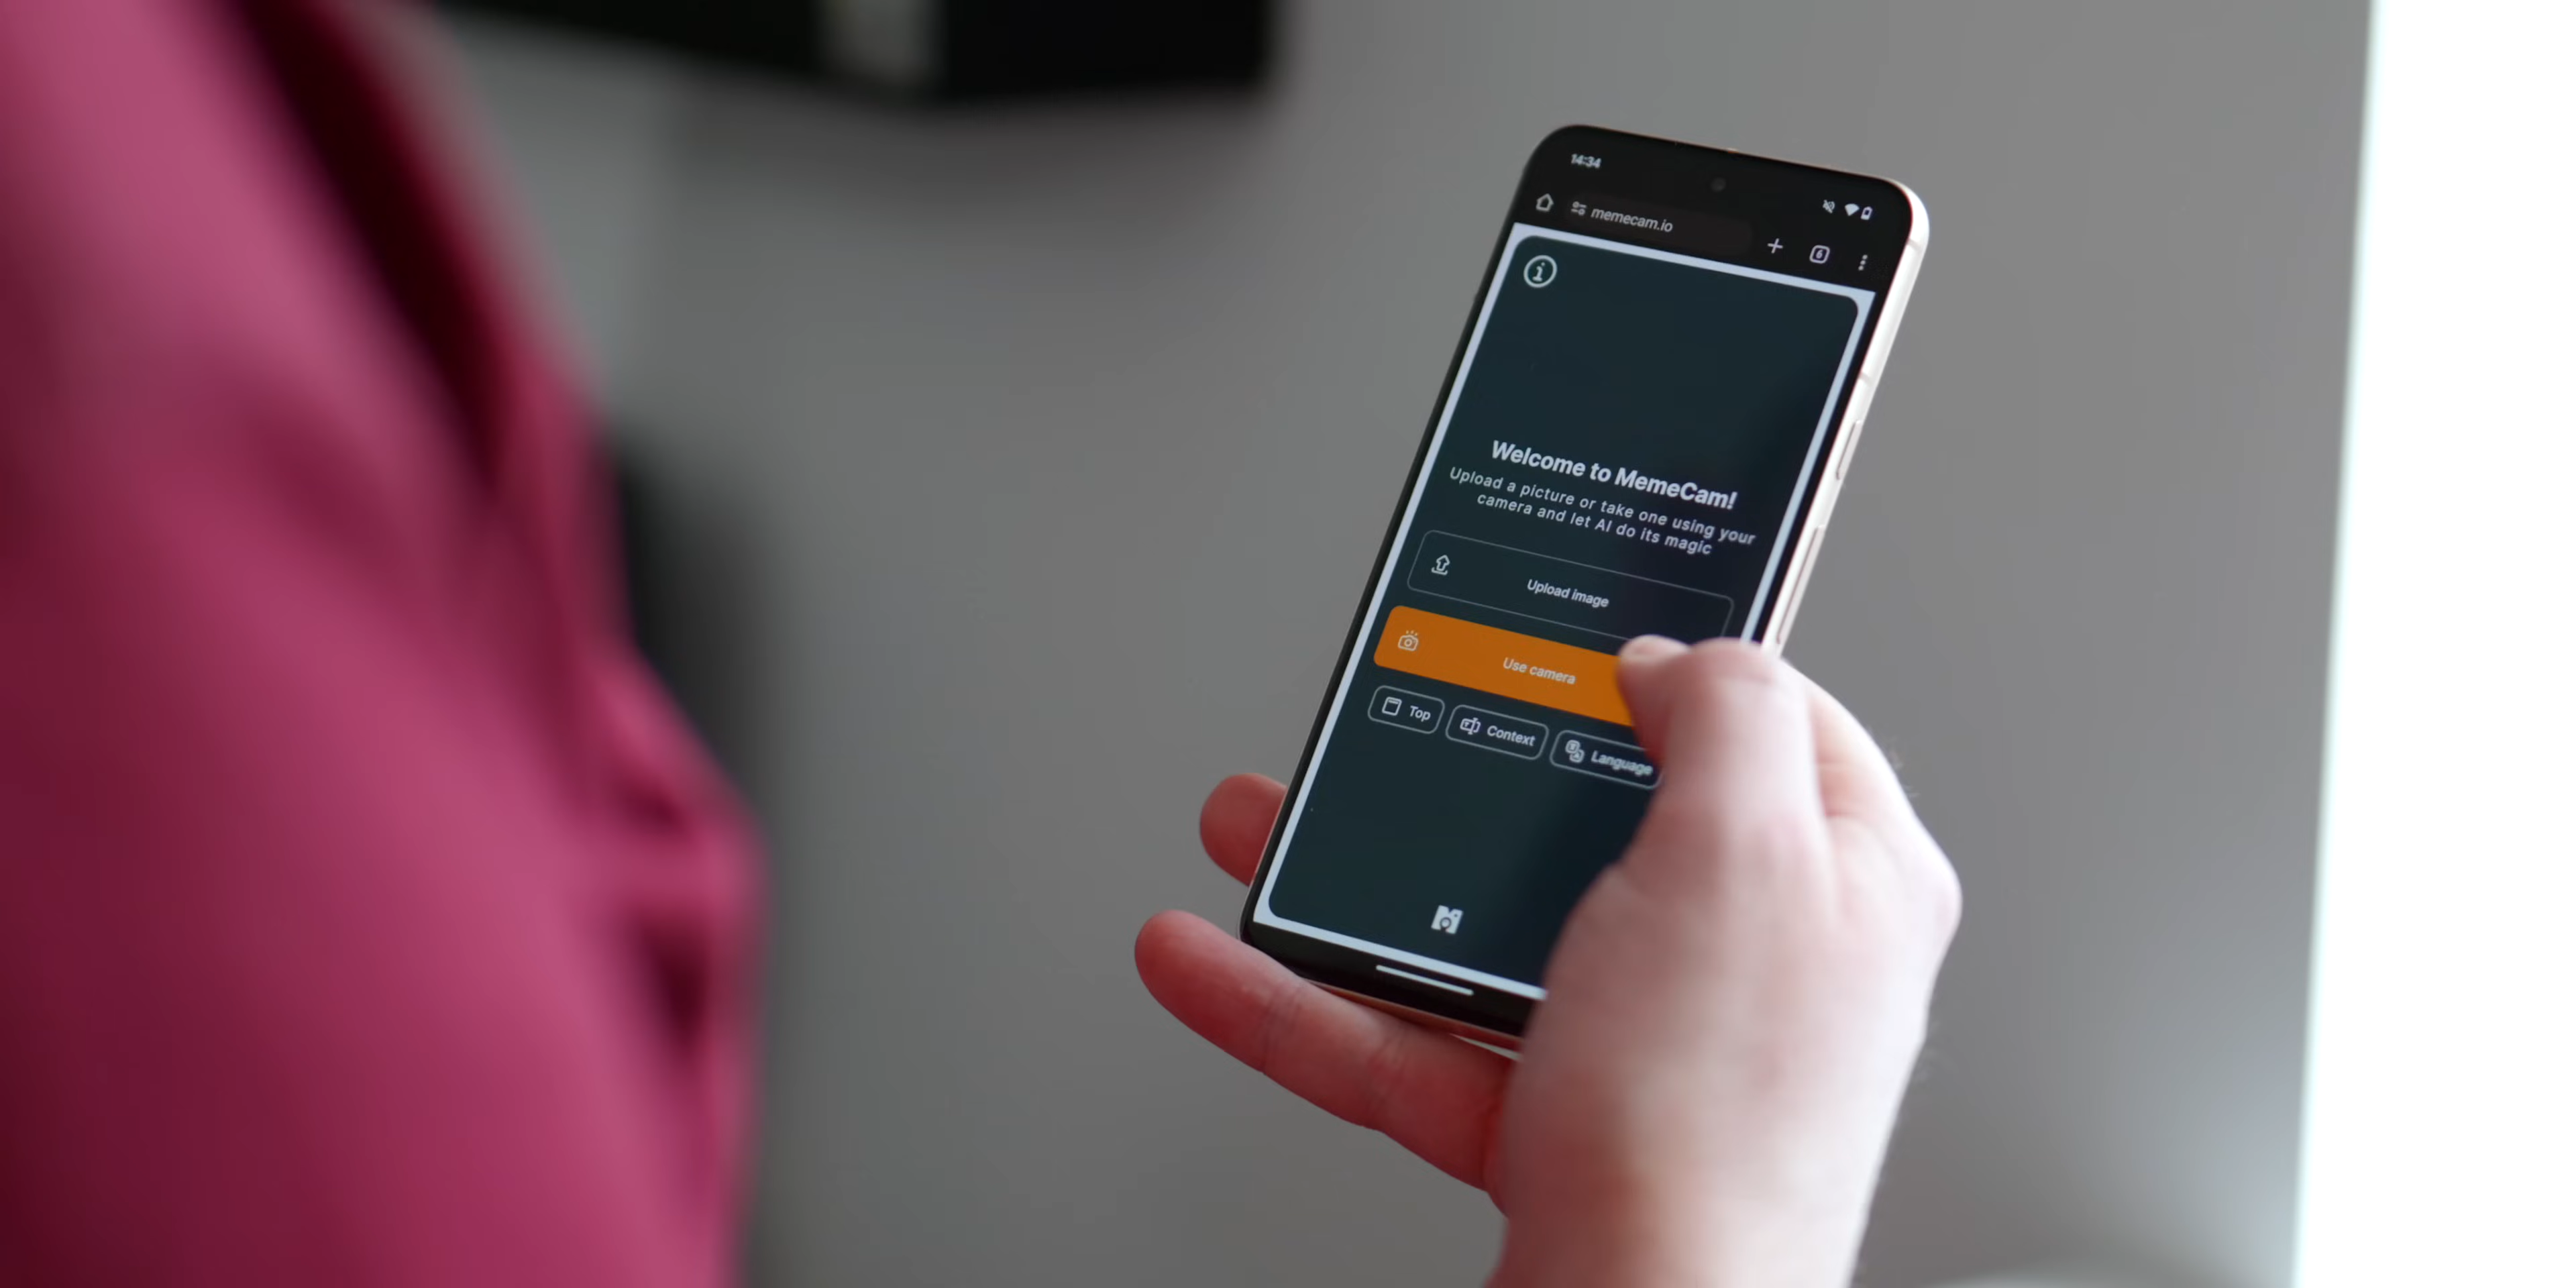 14:34
memecam.io
6
Welcome to MemeCam!
Upload a picture or take one using your
camera and let AI do its magic
Upload image
Use camera
Top
Context
Language